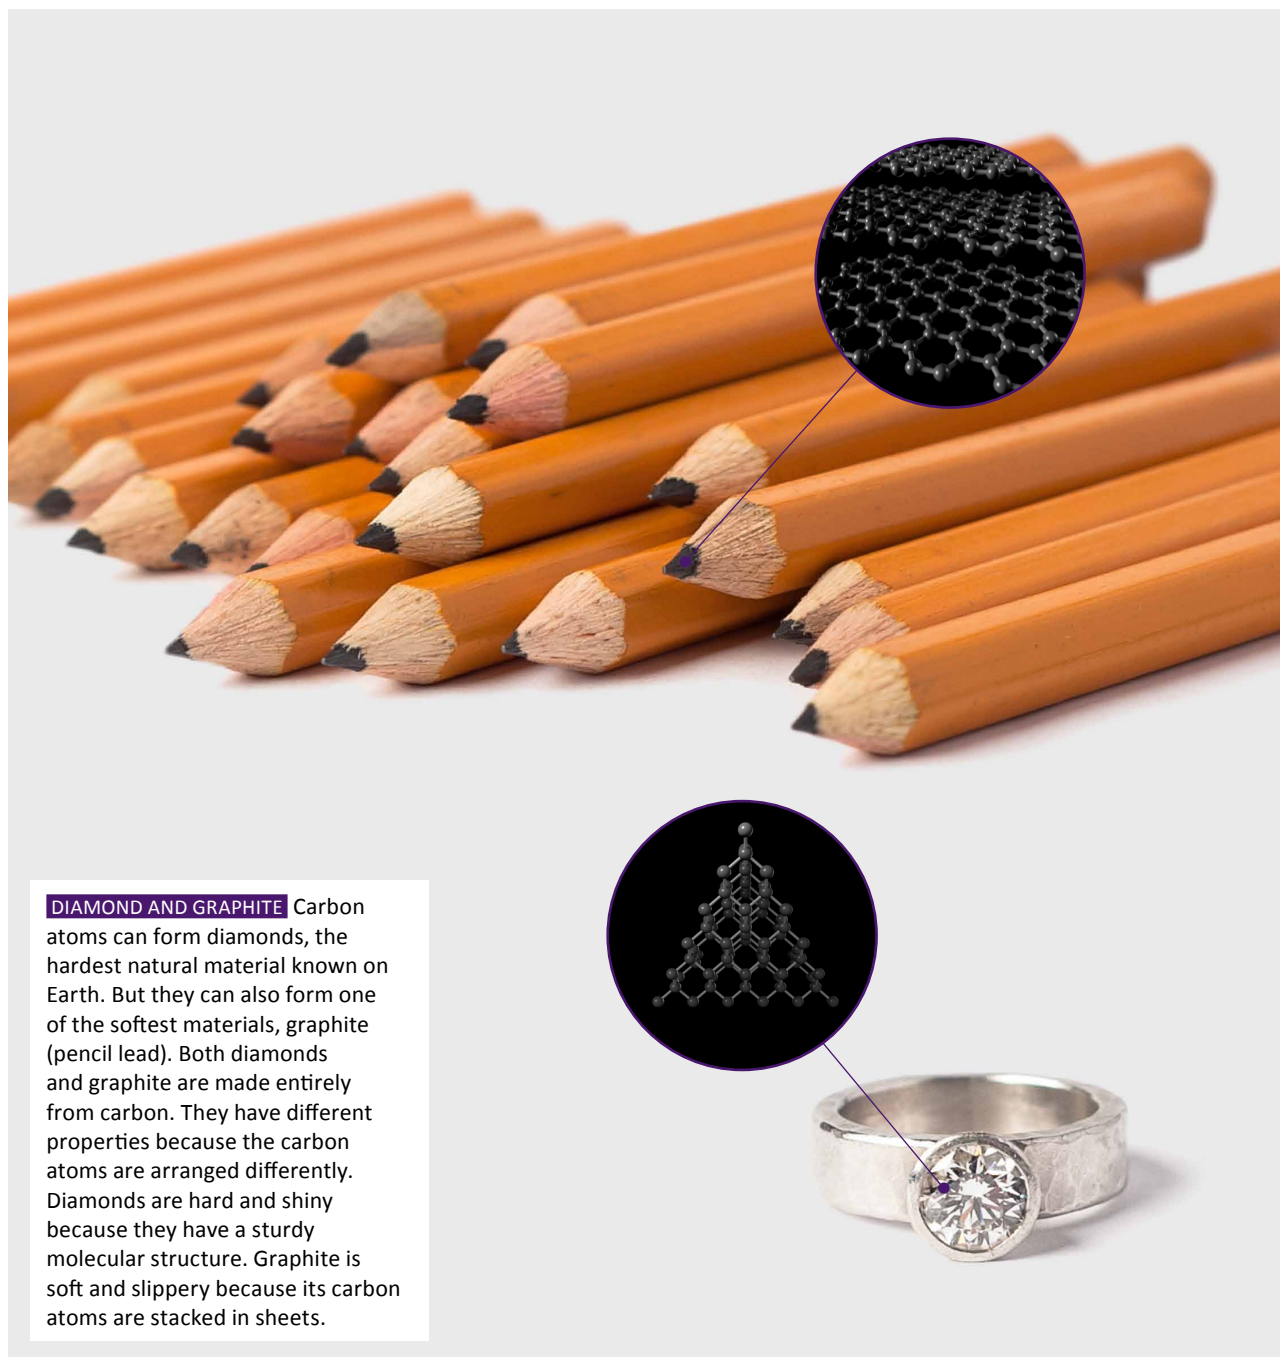 DIAMOND AND GRAPHITE Carbon
atoms can form diamonds, the
hardest natural material known on
Earth. But they can also form one
of the softest materials, graphite
(pencil lead). Both diamonds
and graphite are made entirely
from carbon. They have different
properties because the carbon
atoms are arranged differently.
Diamonds are hard and shiny
because they have a sturdy
molecular structure. Graphite is
soft and slippery because its carbon
atoms are stacked in sheets.